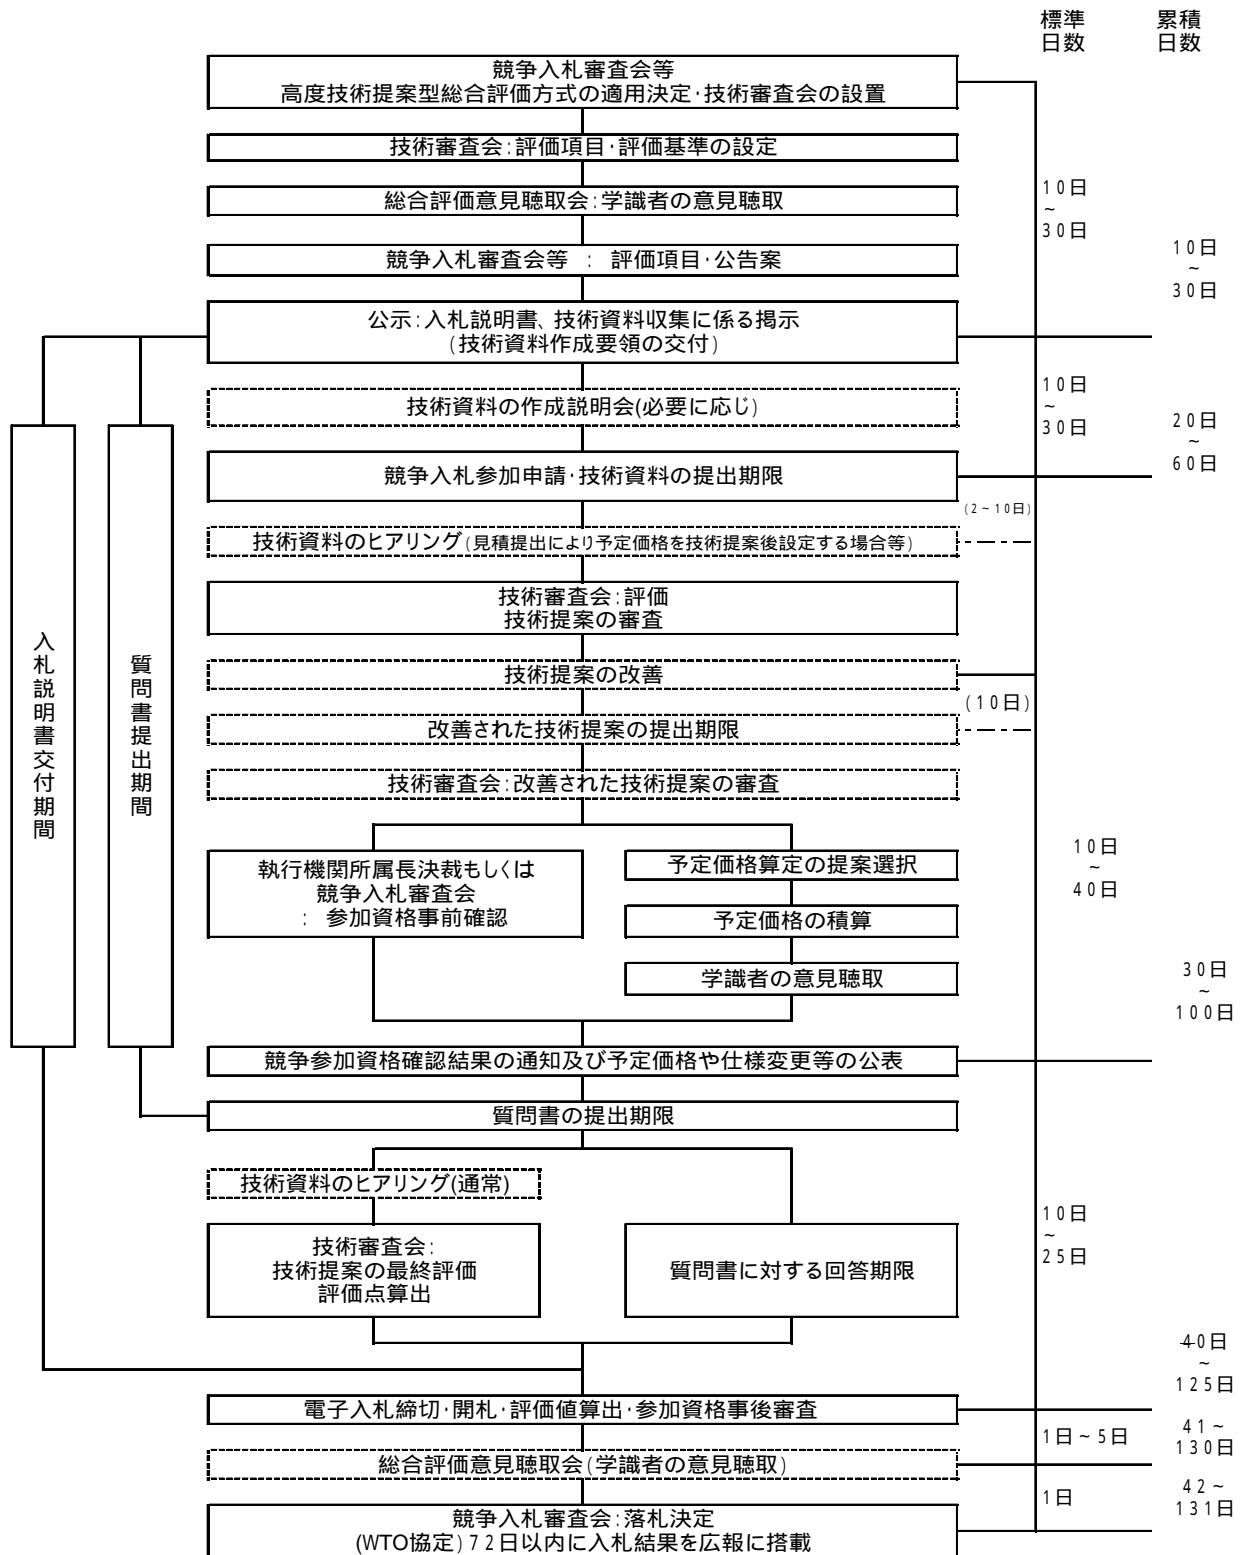 標準
日数
累積
日数
競争入札審査会等
高度技術提案型総合評価方式の適用決定･技術審査会の設置
技術審査会:評価項目･評価基準の設定
総合評価意見聴取会:学識者の意見聴取
10日
~
30日
競争入札審査会等 : 評価項目･公告案
10日
~
30日
公示:入札説明書、技術資料収集に係る掲示
(技術資料作成要領の交付)
技術資料の作成説明会(必要に応じ)
10日
~
30日
20日
~
60日
競争入札参加申請･技術資料の提出期限
(2~10日)
技術資料のヒアリング(見積提出により予定価格を技術提案後設定する場合等)
技術審査会:評価
技術提案の審査
入札説明書交付期間
質問書提出期間
技術提案の改善
(10日)
改善された技術提案の提出期限
技術審査会:改善された技術提案の審査
執行機関所属長決裁もしくは
競争入札審査会
: 参加資格事前確認
予定価格算定の提案選択
予定価格の積算
学識者の意見聴取
10日
~
40日
30日
~
100日
競争参加資格確認結果の通知及び予定価格や仕様変更等の公表
質問書の提出期限
技術資料のヒアリング(通常)
技術審査会:
技術提案の最終評価
評価点算出
質問書に対する回答期限
10日
~
25日
40日
~
125日
電子入札締切･開札･評価値算出･参加資格事後審査
1日~5日
41~
130日
総合評価意見聴取会(学識者の意見聴取)
1日
42~
131日
競争入札審査会:落札決定
(WTO協定)72日以内に入札結果を広報に搭載